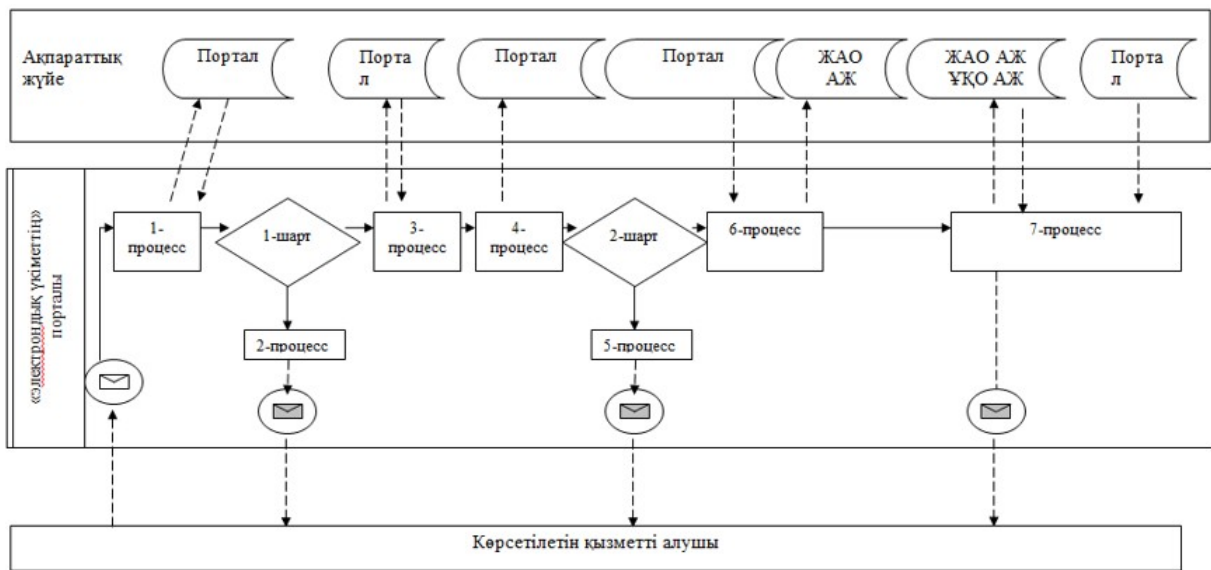 Ақпараттық
жүйе
Портал
Порта
л
Портал
Портал
ЖАО
АЖ
ЖАО АЖ
ҰҚО АЖ
Порта
л
«электрондық үкіметтің»
порталы
1-
процесс
1-шарт
3-
процесс
4-
процесс
2-шарт
6-процесс
7-процесс
2-процесс
5-процесс
Көрсетілетін қызметті алушы